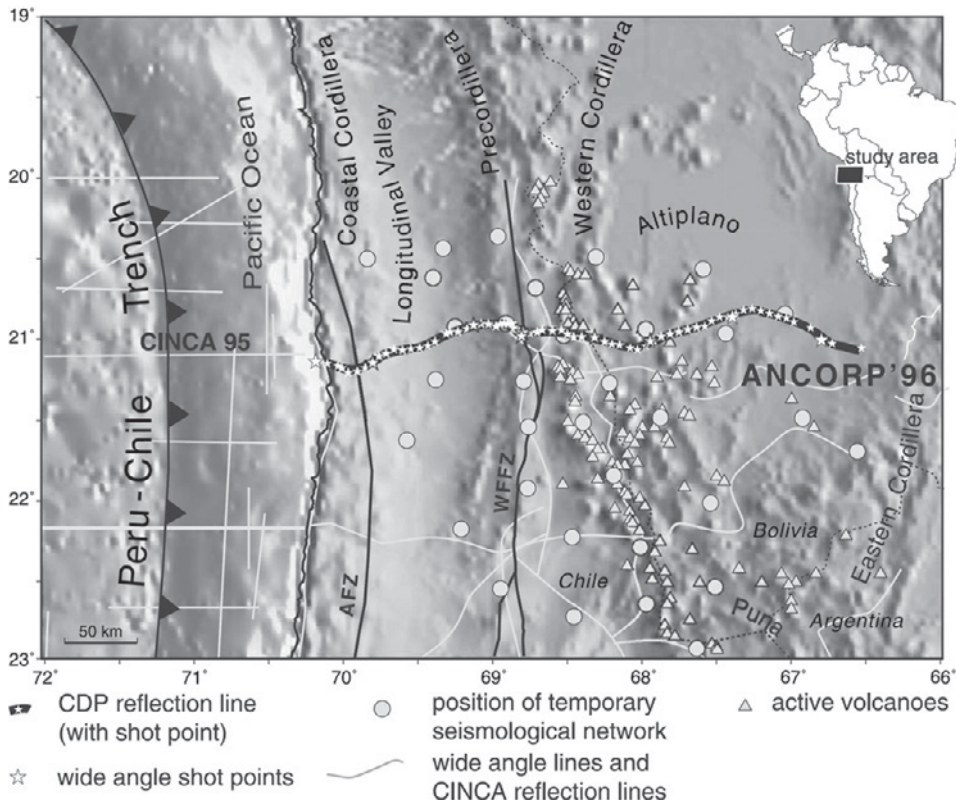 19°
20°
21°
22°
23°
72
71
70
69
68
67
66°
Peru - Chile Trench
Pacific Ocean
Coastal Cordillera
Longitudinal Valley
Precordillera
Western Cordillera
Altiplano
study area
CINCA 95
ANCORP'96
AFZ
WFFZ
Chile
Bolivia
Puna
Argentina
Eastern Cordillera
50 km
CDP reflection line
(with shot point)
wide angle shot points
position of temporary
seismological network
wide angle lines and
CINCA reflection lines
active volcanoes